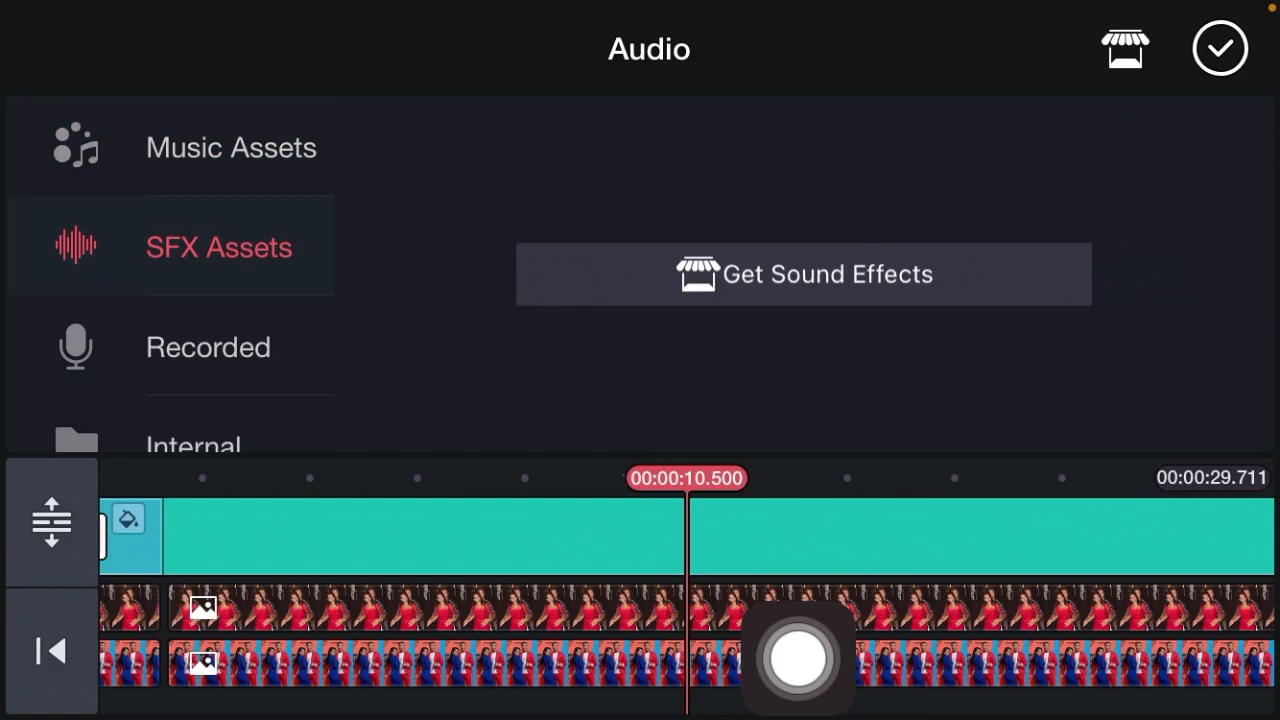 Audio
Music Assets
SFX Assets
Get Sound Effects
Recorded
Internal
00:00:10.500
00:00:29.711